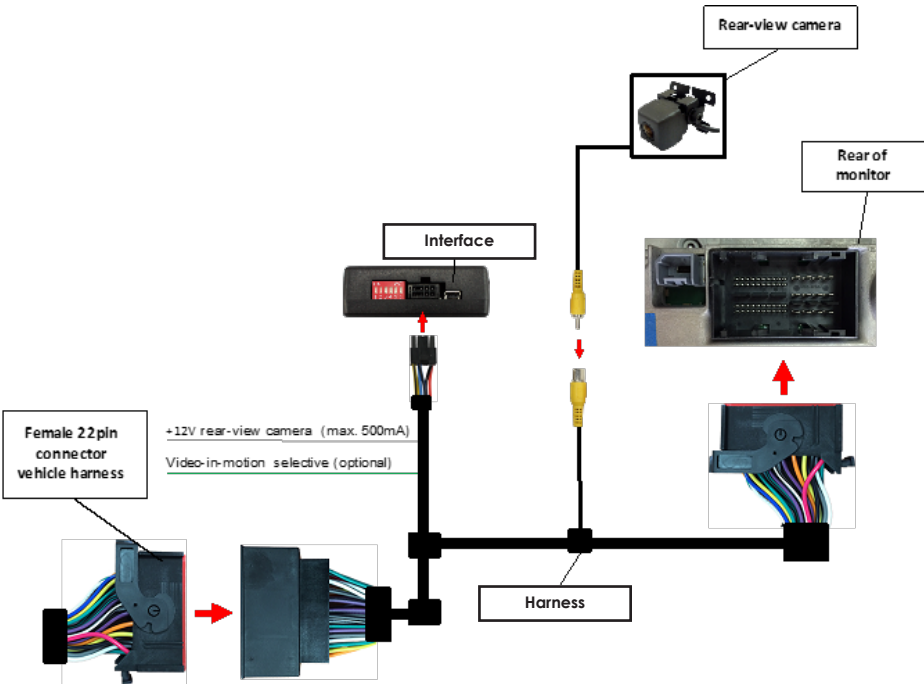 Rear-view camera
Rear of
monitor
Interface
+12V rear-view camera (max. 500mA)
Video-in-motion selective (optional)
Female 22pin
connector
vehicle harness
Harness